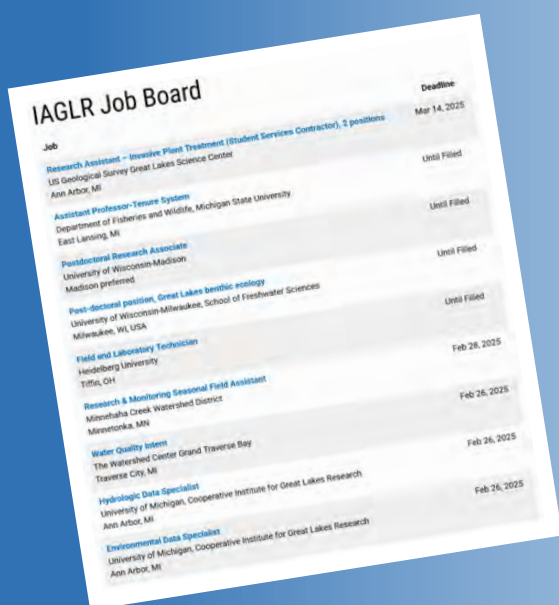 IAGLR Job Board
Job Deadline
Research Assistant – Invasive Plant Treatment (Student Services Contractor), 2 positions Mar 14, 2025
US Geological Survey Great Lakes Science Center
Ann Arbor, MI
Assistant Professor-Tenure System Until Filled
Department of Fisheries and Wildlife, Michigan State University
East Lansing, MI
Postdoctoral Research Associate Until Filled
University of Wisconsin-Madison
Madison preferred
Post-doctoral position, Great Lakes benthic ecology Until Filled
University of Wisconsin-Milwaukee, School of Freshwater Sciences
Milwaukee, WI, USA
Field and Laboratory Technician Until Filled
Heidelberg University
Tiffin, OH
Research & Monitoring Seasonal Field Assistant Feb 28, 2025
Minnehaha Creek Watershed District
Minnetonka, MN
Water Quality Intern Feb 26, 2025
The Watershed Center Grand Traverse Bay
Traverse City, MI
Hydrologic Data Specialist Feb 26, 2025
University of Michigan, Cooperative Institute for Great Lakes Research
Ann Arbor, MI
Environmental Data Specialist Feb 26, 2025
University of Michigan, Cooperative Institute for Great Lakes Research
Ann Arbor, MI